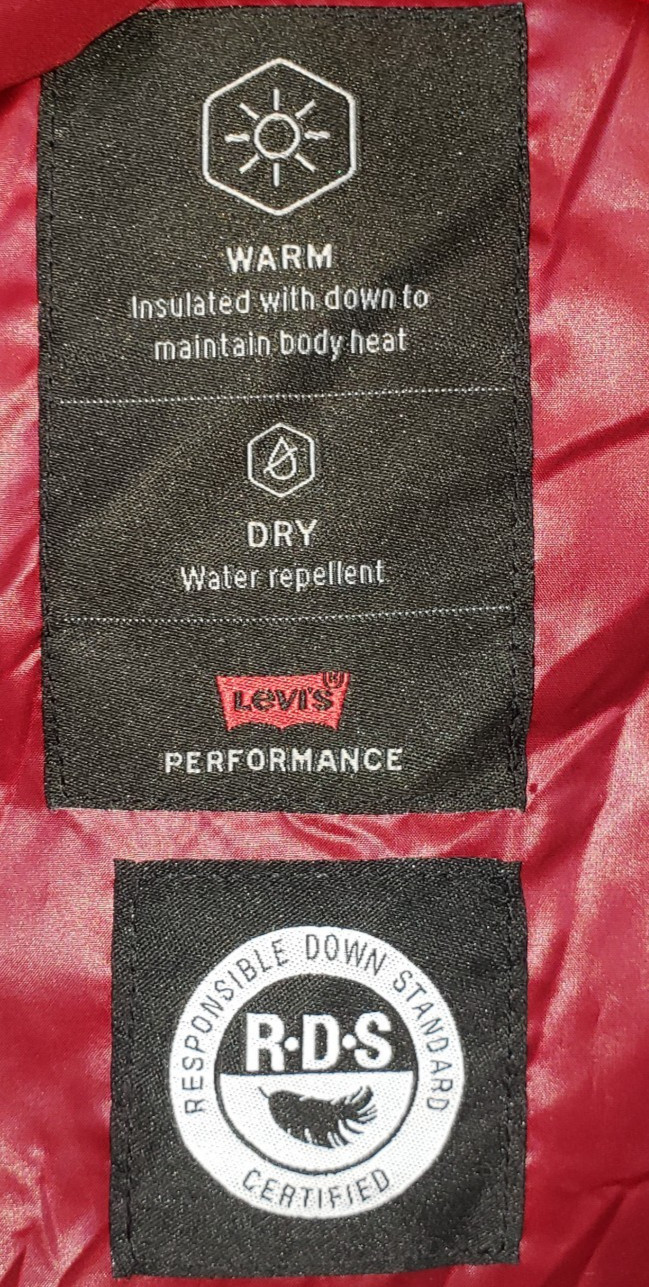 WARM
Insulated with down to
maintain body heat
DRY
Water repellent
LEVI'S®
PERFORMANCE
RESPONSIBLE DOWN STANDARD
R·D·S
CERTIFIED